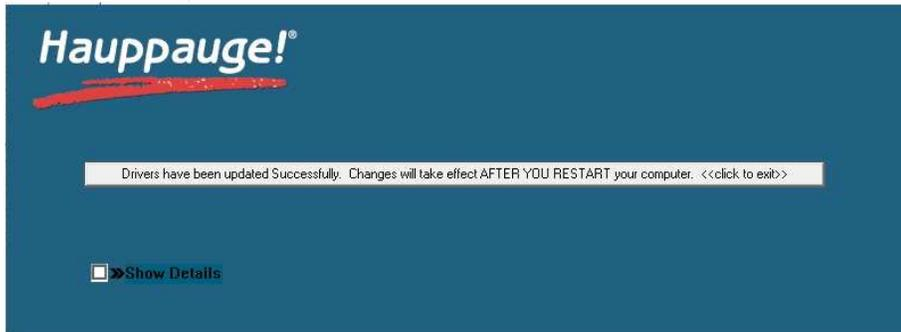 Hauppauge!®
Drivers have been updated Successfully. Changes will take effect AFTER YOU RESTART your computer. <<click to exit>>
»Show Details